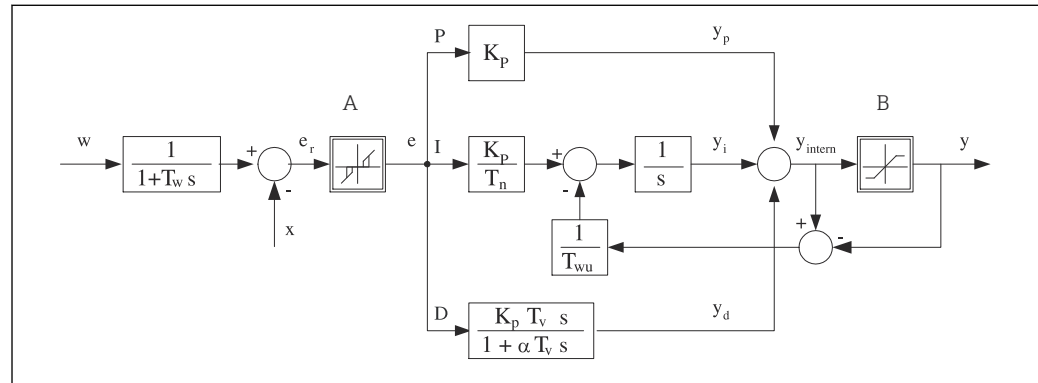 P
K_P
y_p
A
B
w
1
1+T_w s
+
e_r
-
x
e
I
K_P
T_n
+
-
1
s
y_i
y_intern
y
+
-
1
T_wu
D
K_p T_v s
1 + α T_v s
y_d